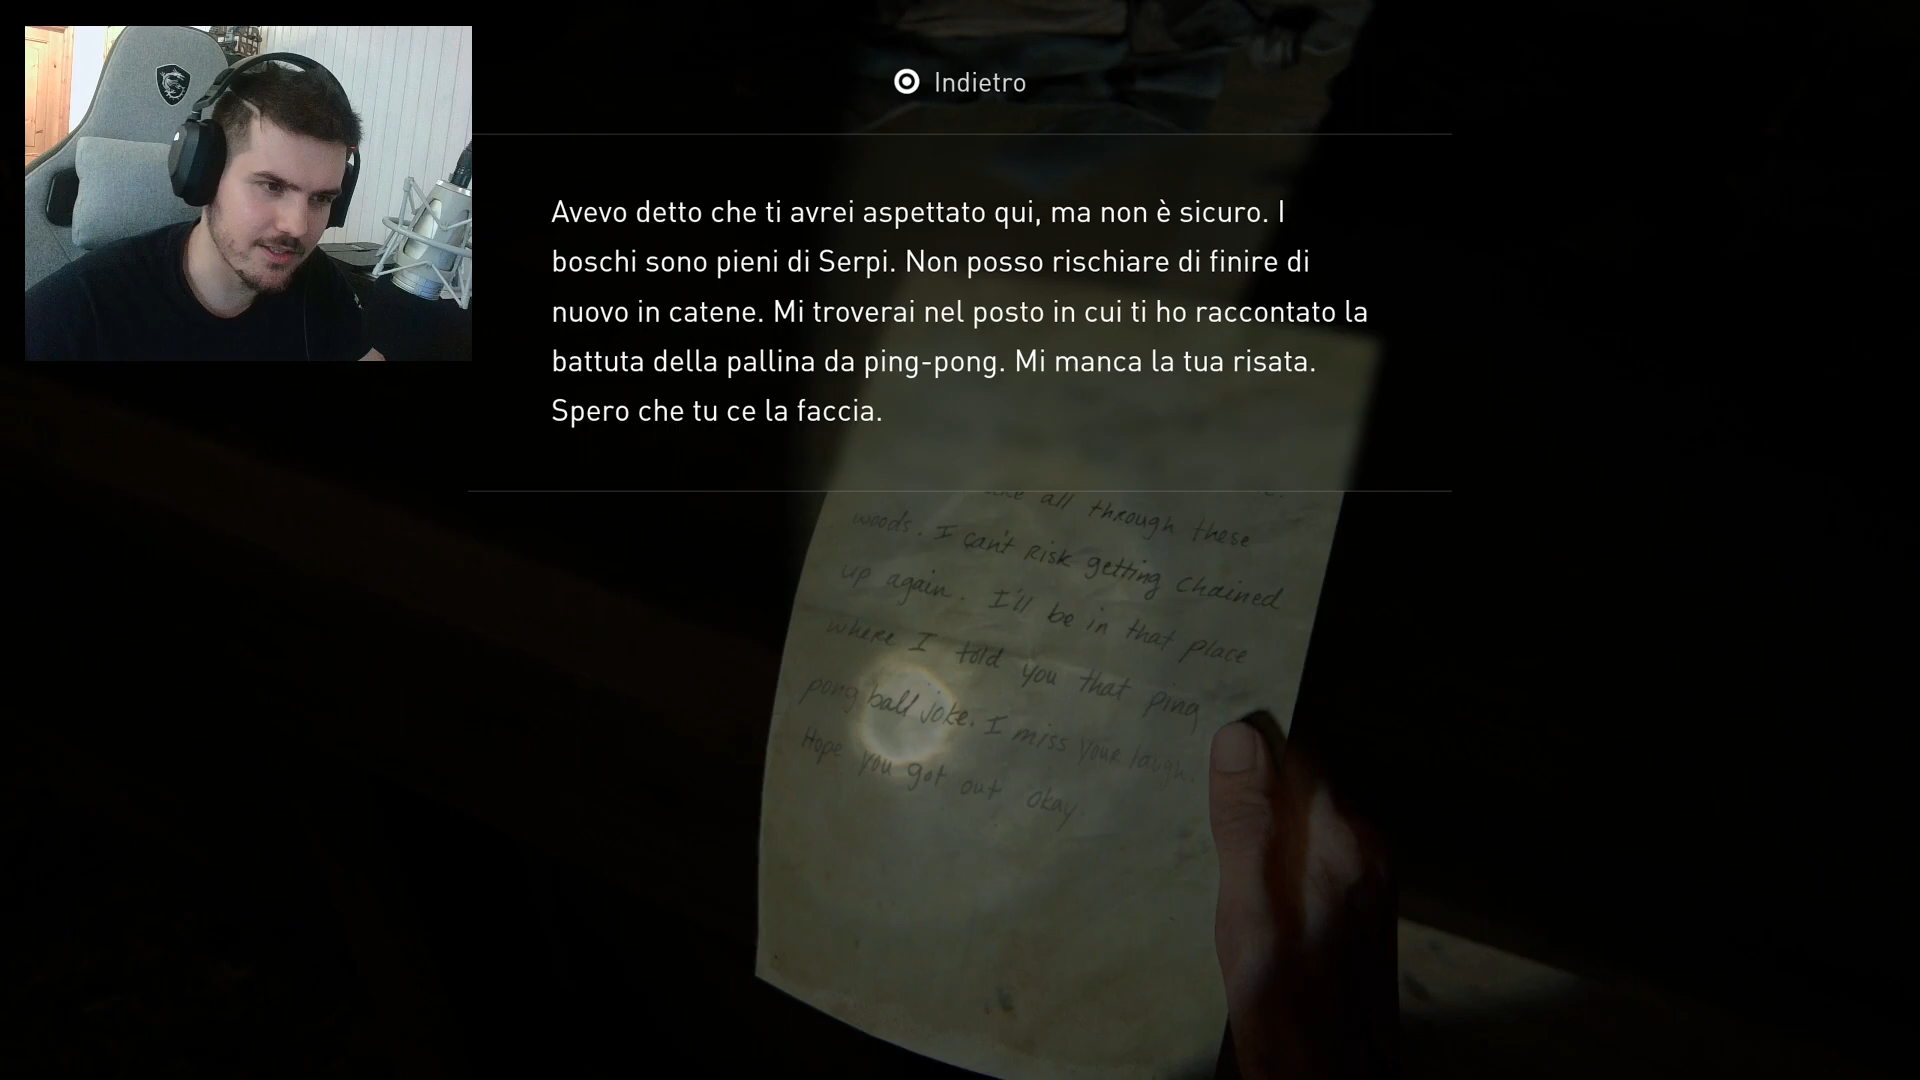 Indietro
Avevo detto che ti avrei aspettato qui, ma non è sicuro. I
boschi sono pieni di Serpi. Non posso rischiare di finire di
nuovo in catene. Mi troverai nel posto in cui ti ho raccontato la
battuta della pallina da ping-pong. Mi manca la tua risata.
Spero che tu ce la faccia.
all through these
woods. I can't risk getting chained
up again. I'll be in that place
where I told you that ping
pong ball joke. I miss your laugh.
Hope you got out okay.